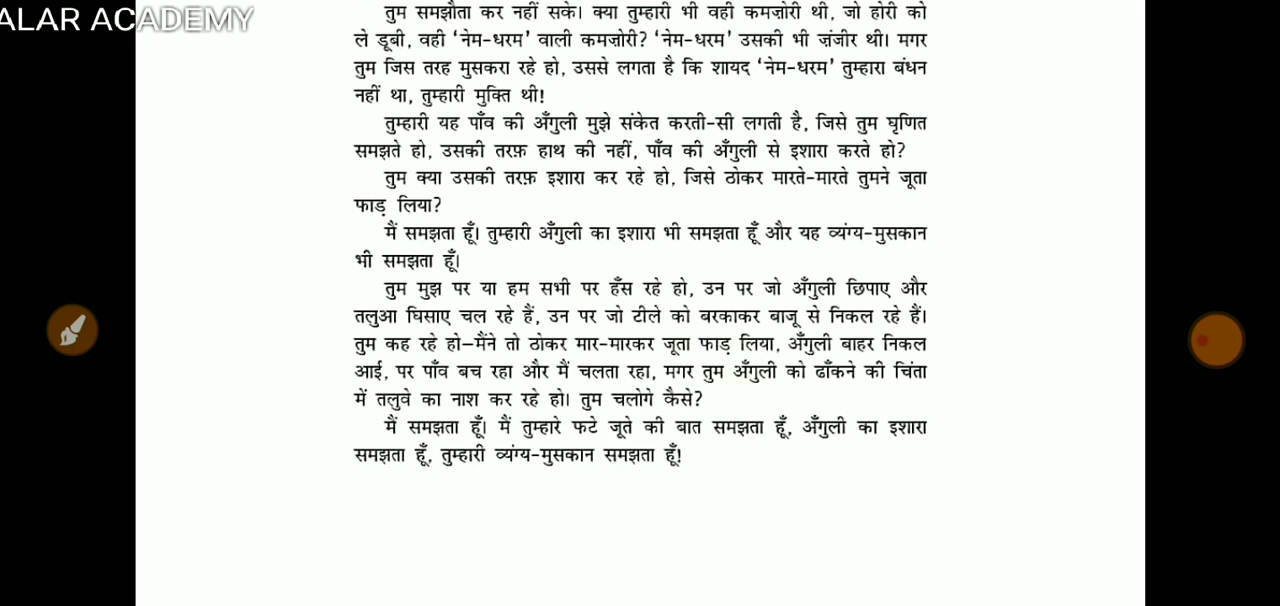 ALAR ACADEMY
तुम समझौता कर नहीं सके। क्या तुम्हारी भी वही कमज़ोरी थी, जो होरी को
ले डूबी, वही ‘नेम-धरम’ वाली कमज़ोरी? ‘नेम-धरम’ उसकी भी ज़ंजीर थी। मगर
तुम जिस तरह मुसकरा रहे हो, उससे लगता है कि शायद ‘नेम-धरम’ तुम्हारा बंधन
नहीं था, तुम्हारी मुक्ति थी!
तुम्हारी यह पाँव की अँगुली मुझे संकेत करती-सी लगती है, जिसे तुम घृणित
समझते हो, उसकी तरफ़ हाथ की नहीं, पाँव की अँगुली से इशारा करते हो?
तुम क्या उसकी तरफ़ इशारा कर रहे हो, जिसे ठोकर मारते-मारते तुमने जूता
फाड़ लिया?
मैं समझता हूँ। तुम्हारी अँगुली का इशारा भी समझता हूँ और यह व्यंग्य-मुसकान
भी समझता हूँ।
तुम मुझ पर या हम सभी पर हँस रहे हो, उन पर जो अँगुली छिपाए और
तलुआ घिसाए चल रहे हैं, उन पर जो टीले को बरकाकर बाजू से निकल रहे हैं।
तुम कह रहे हो–मैंने तो ठोकर मार-मारकर जूता फाड़ लिया, अँगुली बाहर निकल
आई, पर पाँव बच रहा और मैं चलता रहा, मगर तुम अँगुली को ढाँकने की चिंता
में तलुवे का नाश कर रहे हो। तुम चलोगे कैसे?
मैं समझता हूँ। मैं तुम्हारे फटे जूते की बात समझता हूँ, अँगुली का इशारा
समझता हूँ, तुम्हारी व्यंग्य-मुसकान समझता हूँ!